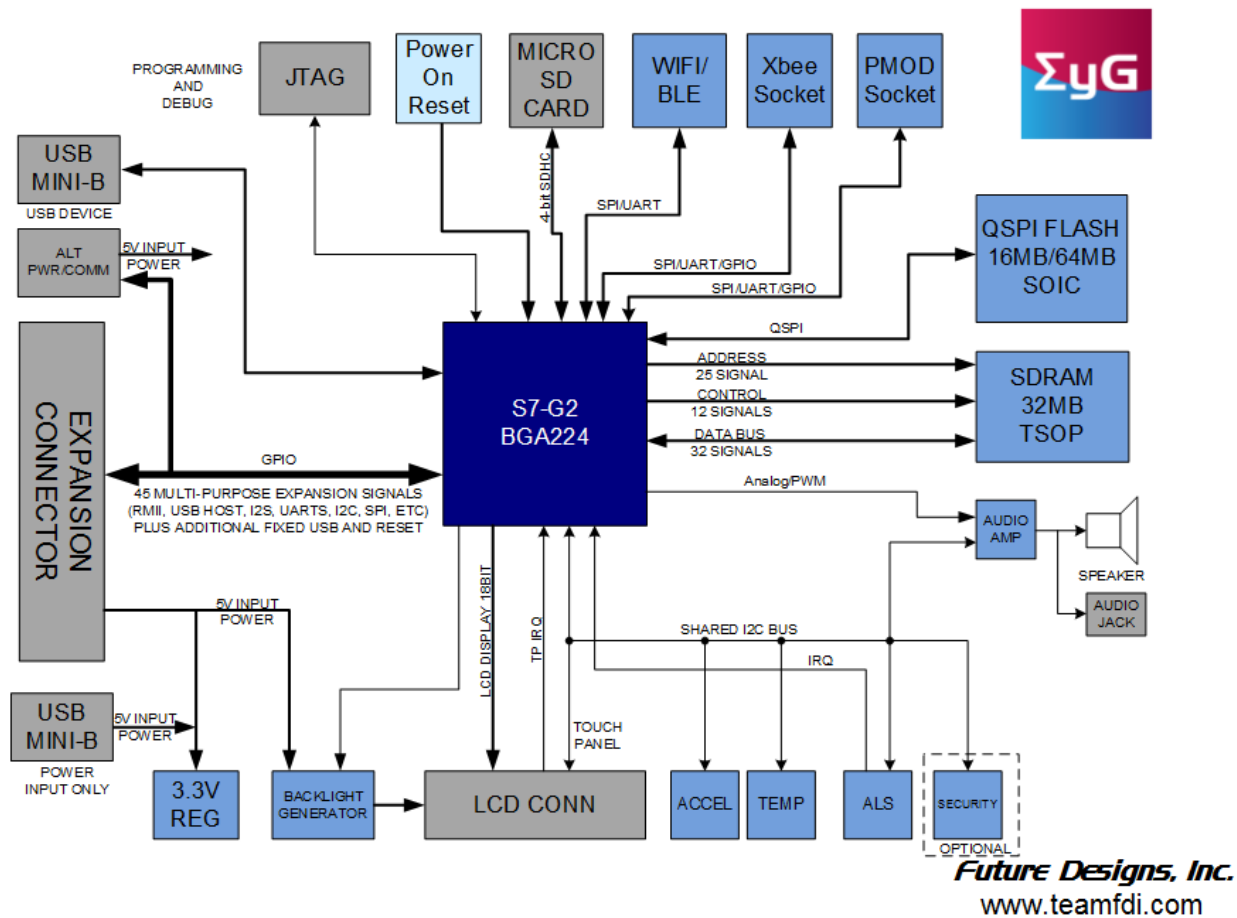 PROGRAMMING
AND
DEBUG
JTAG
Power
On
Reset
MICRO
SD
CARD
WIFI/
BLE
Xbee
Socket
PMOD
Socket
ΣyG
USB
MINI-B
USB DEVICE
4-bit SDHC
SPI/UART
SPI/UART/GPIO
SPI/UART/GPIO
QSPI FLASH
16MB/64MB
SOIC
ALT
PWR/COMM
5V INPUT
POWER
QSPI
EXPANSION
CONNECTOR
S7-G2
BGA224
ADDRESS
25 SIGNAL
CONTROL
12 SIGNALS
DATA BUS
32 SIGNALS
SDRAM
32MB
TSOP
GPIO
45 MULTI-PURPOSE EXPANSION SIGNALS
(RMII, USB HOST, I2S, UARTS, I2C, SPI, ETC)
PLUS ADDITIONAL FIXED USB AND RESET
Analog/PWM
AUDIO
AMP
SPEAKER
AUDIO
JACK
5V INPUT
POWER
LCD DISPLAY 18BIT
TP IRQ
SHARED I2C BUS
IRQ
USB
MINI-B
5V INPUT
POWER
POWER
INPUT ONLY
TOUCH
PANEL
3.3V
REG
BACKLIGHT
GENERATOR
LCD CONN
ACCEL
TEMP
ALS
SECURITY
OPTIONAL
Future Designs, Inc.
www.teamfdi.com